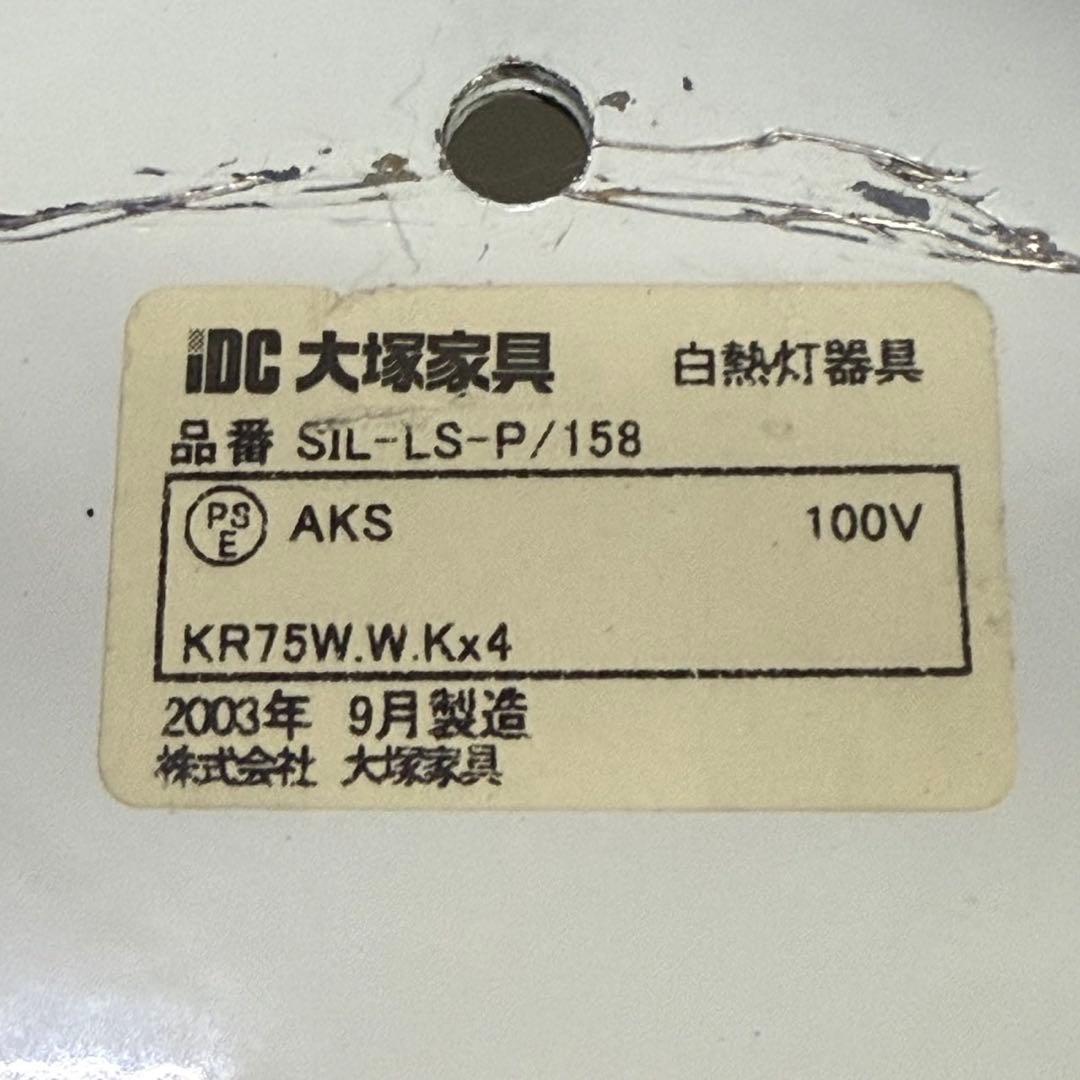 iDC 大塚家具 白熱灯器具
品番 SIL-LS-P/158
PSE AKS 100V
KR75W.W.Kx4
2003年 9月製造
株式会社 大塚家具